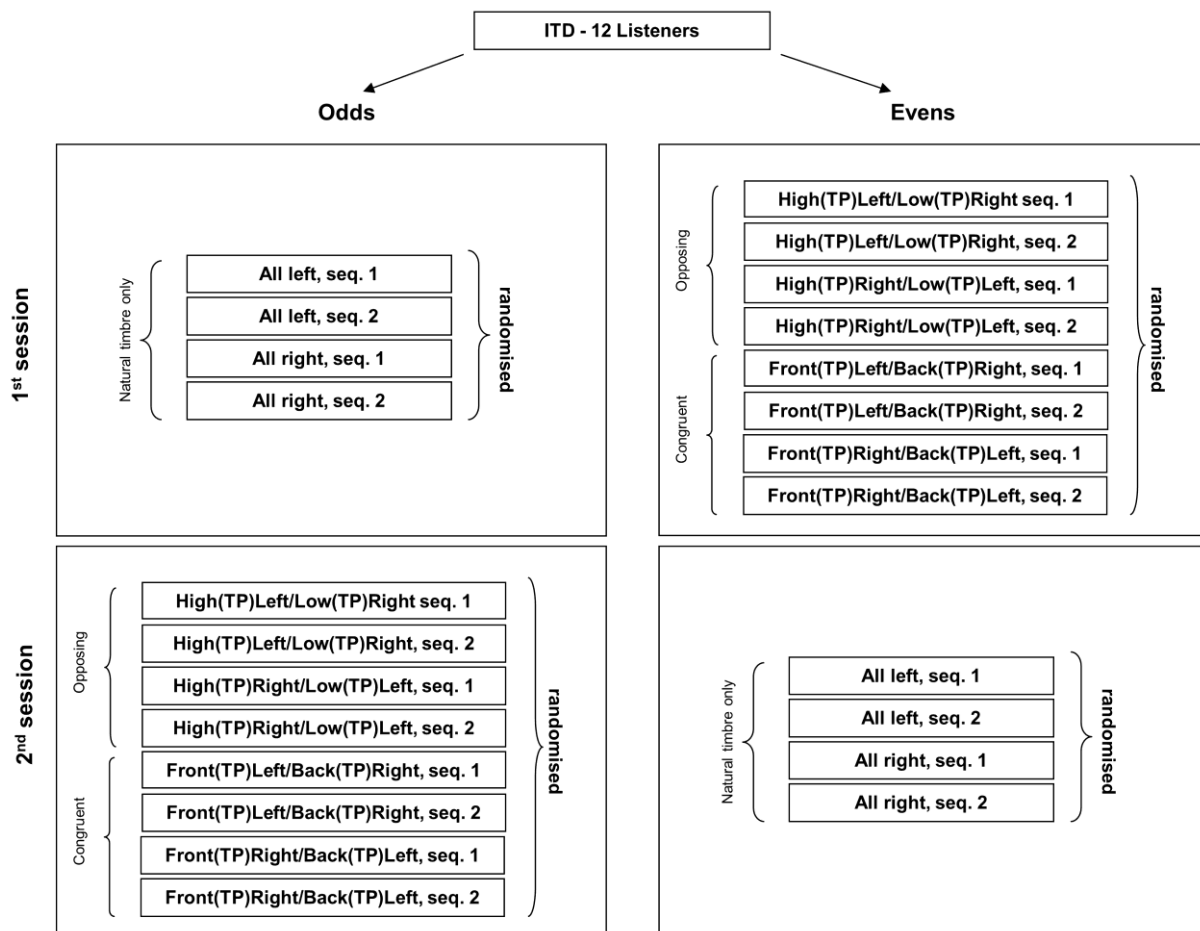 ITD - 12 Listeners
Odds
Evens
1st session
Natural timbre only
All left, seq. 1
All left, seq. 2
All right, seq. 1
All right, seq. 2
randomised
Opposing
High(TP)Left/Low(TP)Right seq. 1
High(TP)Left/Low(TP)Right, seq. 2
High(TP)Right/Low(TP)Left, seq. 1
High(TP)Right/Low(TP)Left, seq. 2
Congruent
Front(TP)Left/Back(TP)Right, seq. 1
Front(TP)Left/Back(TP)Right, seq. 2
Front(TP)Right/Back(TP)Left, seq. 1
Front(TP)Right/Back(TP)Left, seq. 2
randomised
2nd session
Opposing
High(TP)Left/Low(TP)Right seq. 1
High(TP)Left/Low(TP)Right, seq. 2
High(TP)Right/Low(TP)Left, seq. 1
High(TP)Right/Low(TP)Left, seq. 2
Congruent
Front(TP)Left/Back(TP)Right, seq. 1
Front(TP)Left/Back(TP)Right, seq. 2
Front(TP)Right/Back(TP)Left, seq. 1
Front(TP)Right/Back(TP)Left, seq. 2
randomised
Natural timbre only
All left, seq. 1
All left, seq. 2
All right, seq. 1
All right, seq. 2
randomised